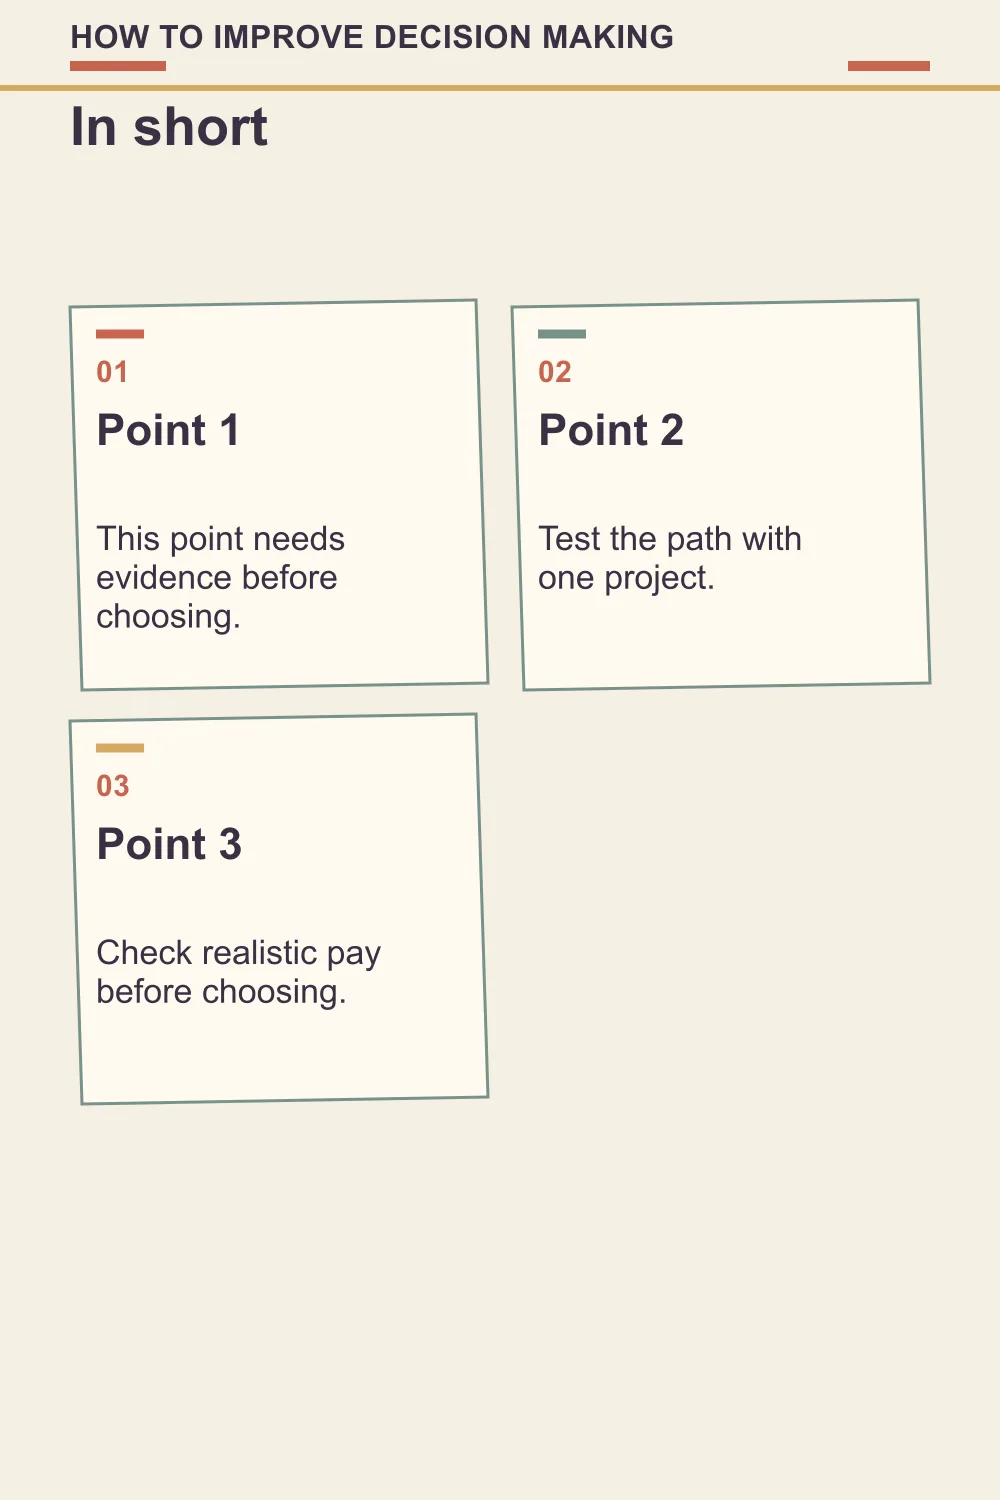 HOW TO IMPROVE DECISION MAKING
In short
01
Point 1
This point needs
evidence before
choosing.
02
Point 2
Test the path with
one project.
03
Point 3
Check realistic pay
before choosing.